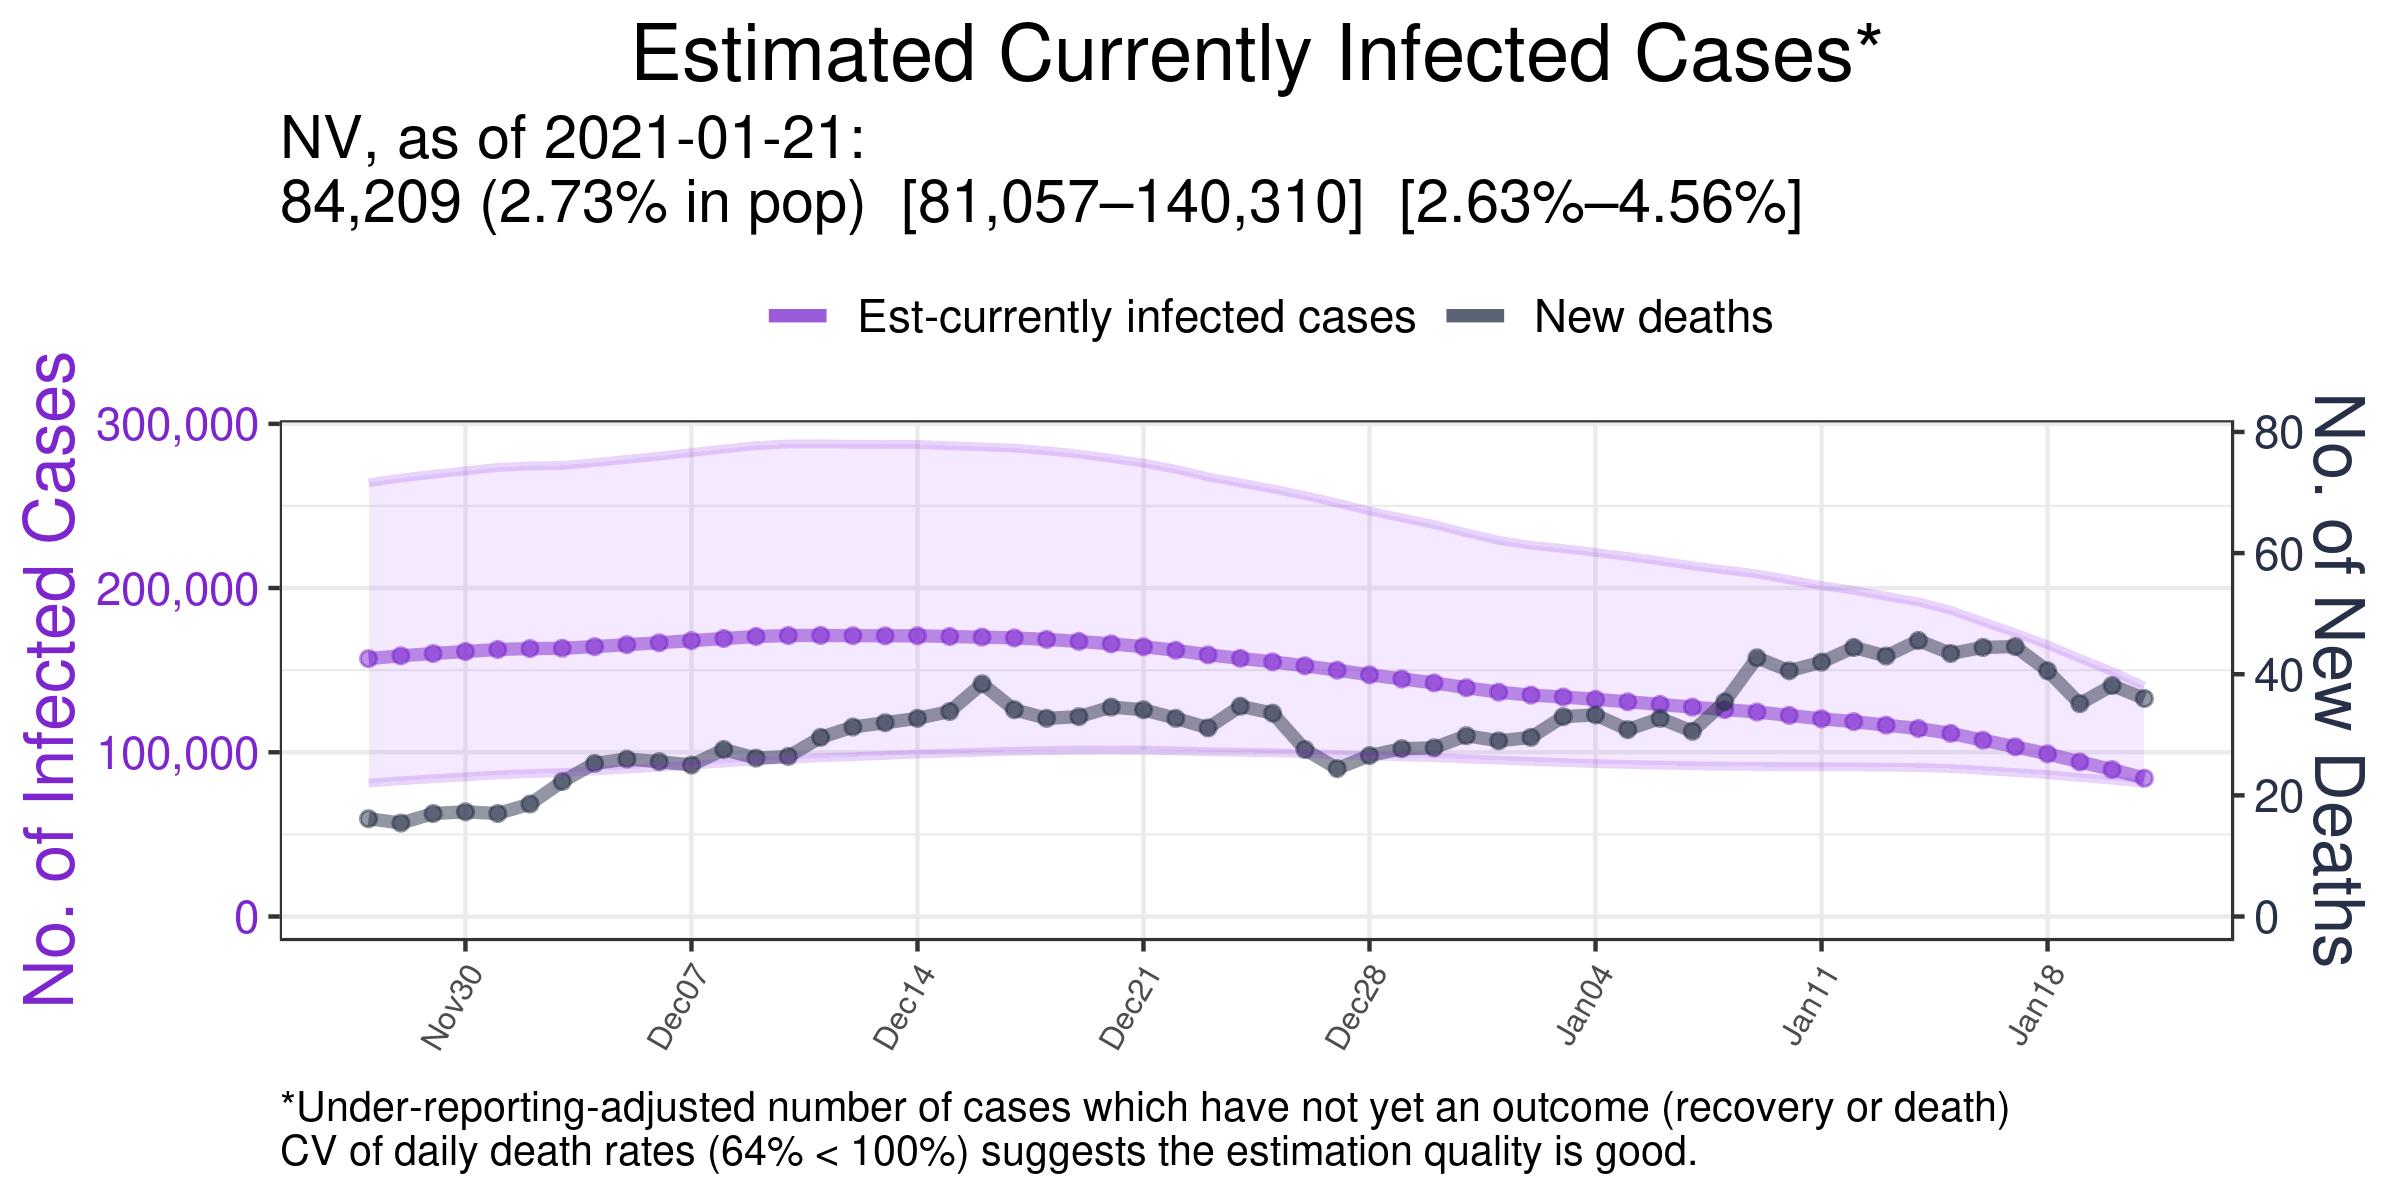 Estimated Currently Infected Cases*
NV, as of 2021-01-21:
84,209 (2.73% in pop)  [81,057–140,310]  [2.63%–4.56%]
Est-currently infected cases
New deaths
No. of Infected Cases
300,000
200,000
100,000
0
80
60
40
20
0
No. of New Deaths
Nov30
Dec07
Dec14
Dec21
Dec28
Jan04
Jan11
Jan18
*Under-reporting-adjusted number of cases which have not yet an outcome (recovery or death)
CV of daily death rates (64% < 100%) suggests the estimation quality is good.